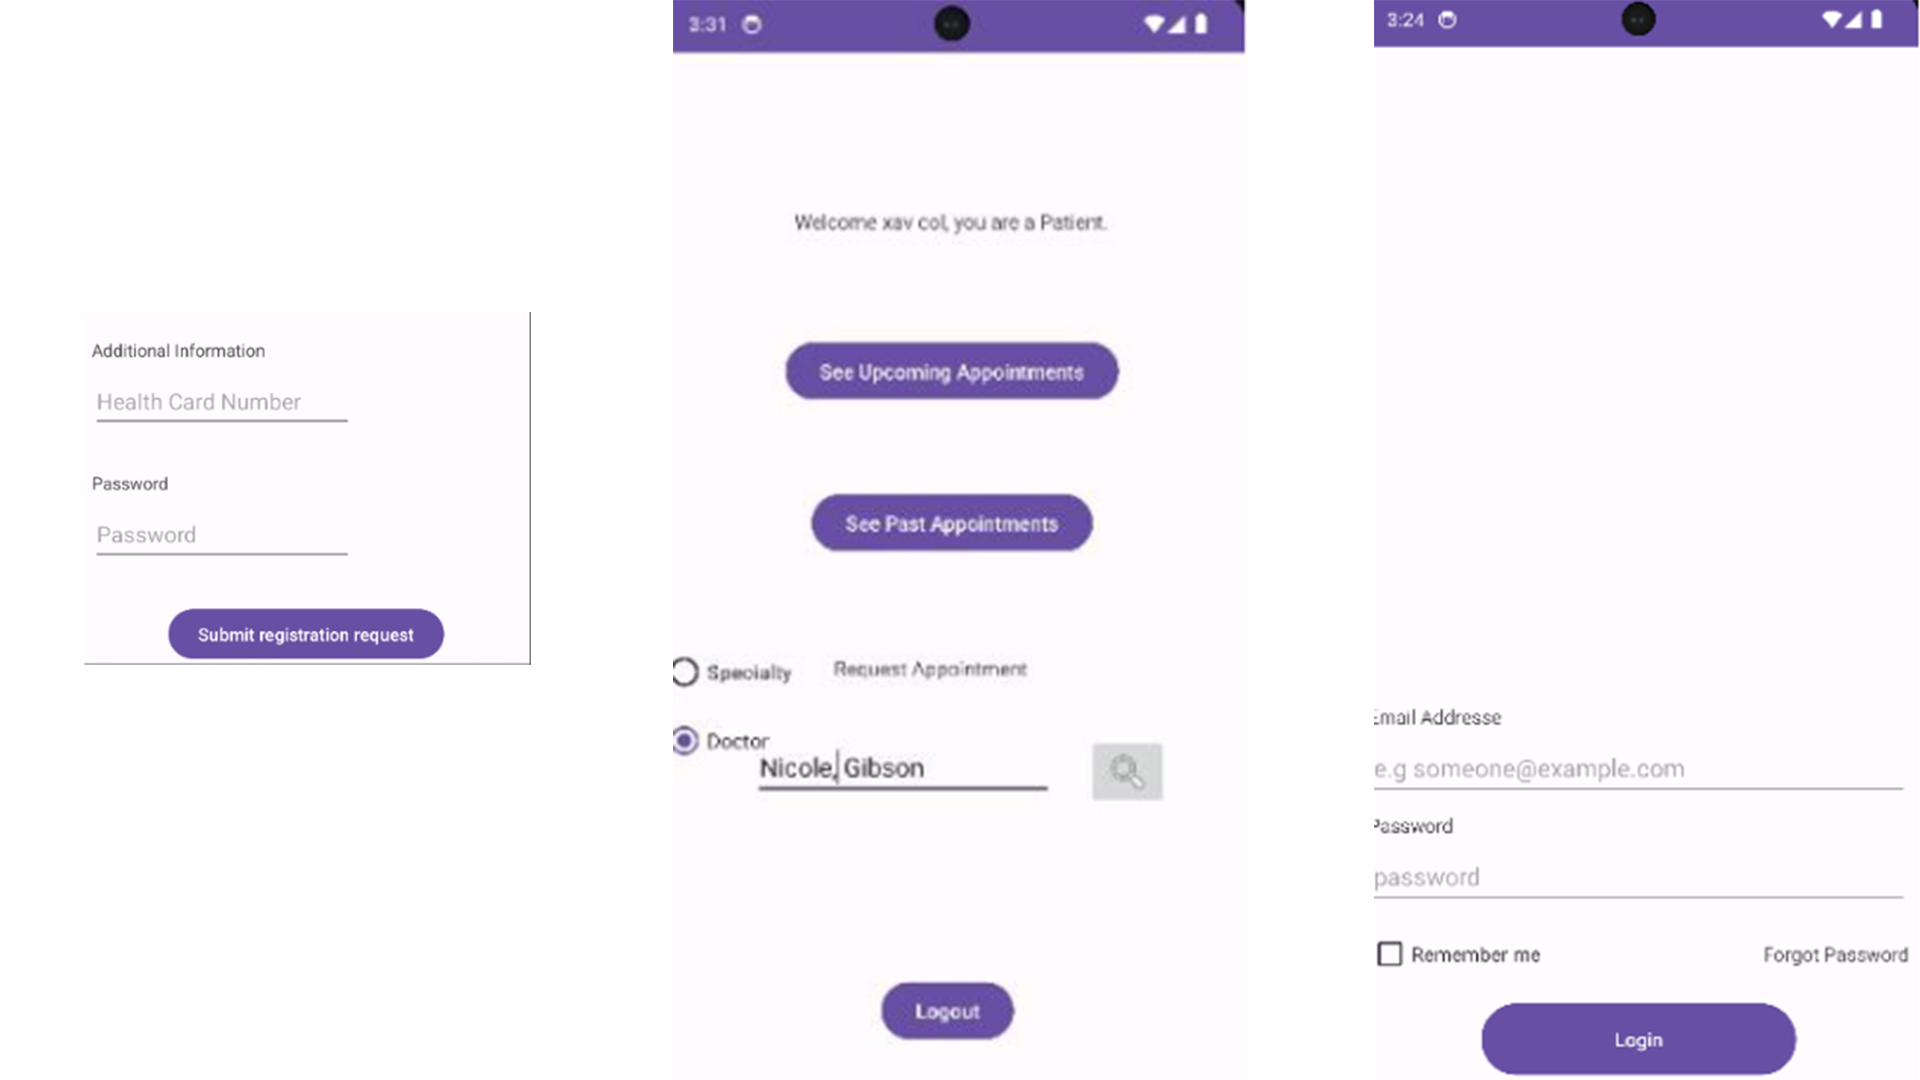 Additional Information
Health Card Number
Password
Password
Submit registration request
3:31
Welcome xav col, you are a Patient.
See Upcoming Appointments
See Past Appointments
Specialty
Request Appointment
Doctor
Nicole, Gibson
Logout
3:24
Email Addresse
e.g someone@example.com
Password
password
Remember me
Forgot Password
Login